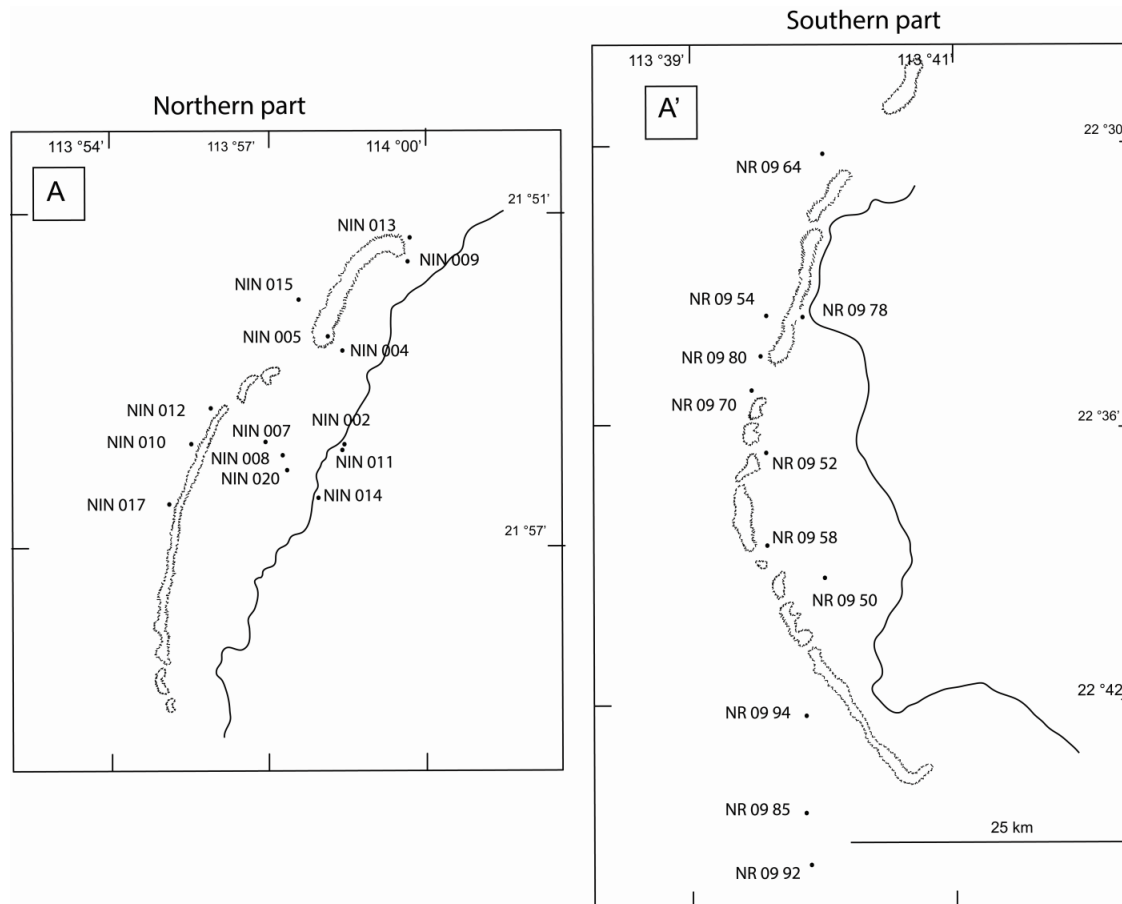 Southern part
113 °39'
113 °41'
A'
22 °30
NR 09 64
NR 09 54
NR 09 78
NR 09 80
NR 09 70
22 °36'
NR 09 52
NR 09 58
NR 09 50
22 °42'
NR 09 94
NR 09 85
25 km
NR 09 92
Northern part
113 °54'
113 °57'
114 °00'
A
21 °51'
NIN 013
NIN 009
NIN 015
NIN 005
NIN 004
NIN 012
NIN 002
NIN 010
NIN 007
NIN 008
NIN 011
NIN 020
NIN 014
NIN 017
21 °57'